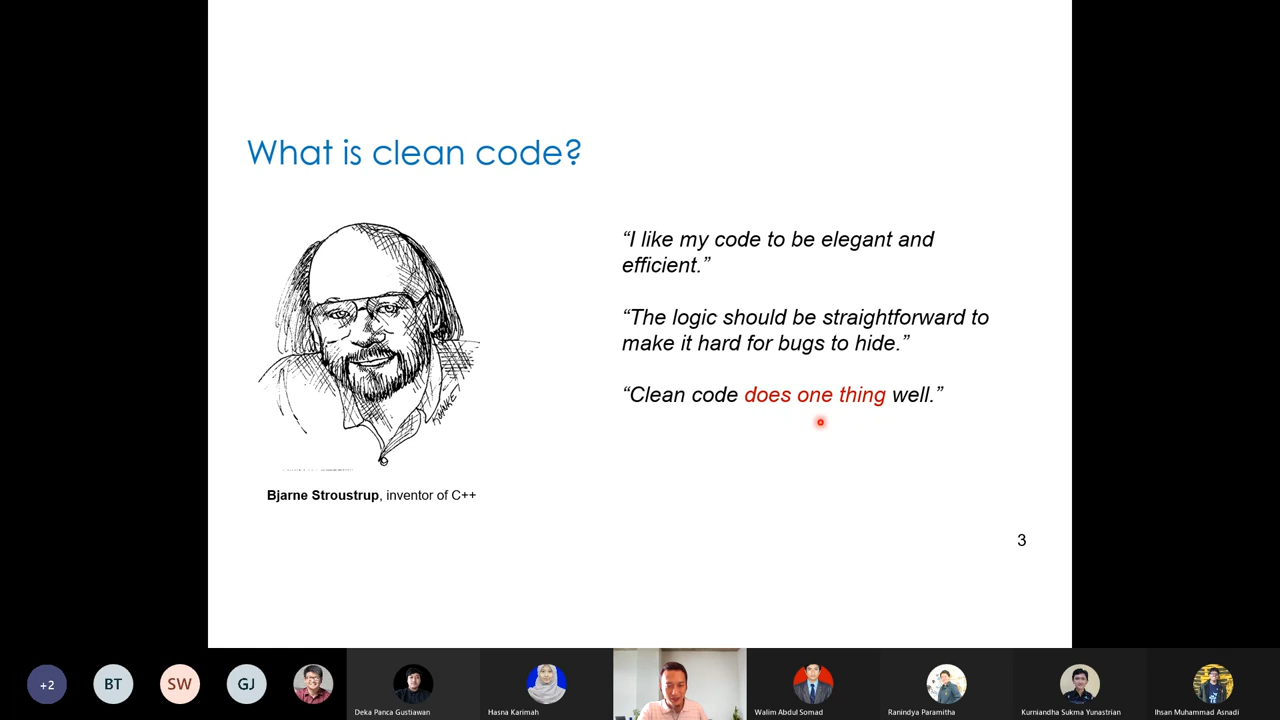 What is clean code?
“I like my code to be elegant and
efficient.”
“The logic should be straightforward to
make it hard for bugs to hide.”
“Clean code does one thing well.”
Bjarne Stroustrup, inventor of C++
3
+2
BT
SW
GJ
Deka Panca Gustiawan
Hasna Karimah
Walim Abdul Somad
Ranindya Paramitha
Kurniandha Sukma Yunastrian
Ihsan Muhammad Asnadi